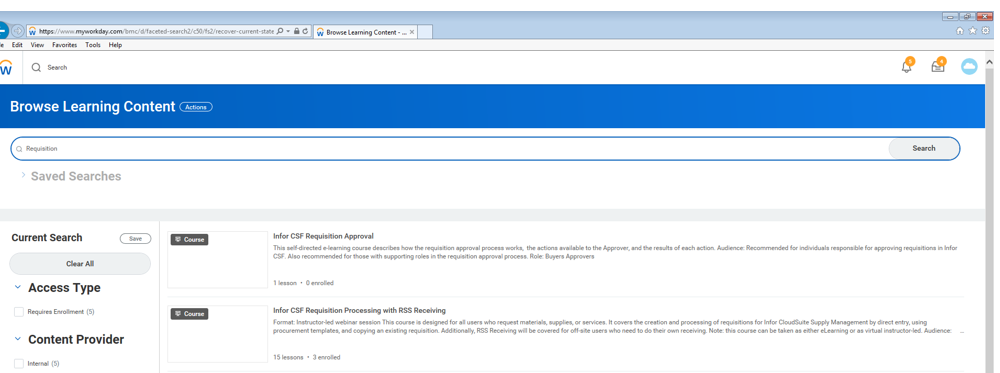 https://www.myworkday.com/bmc/d/faceted-search2/c50/fs2/recover-current-state
Browse Learning Content - ...
Edit View Favorites Tools Help
W
Search
Browse Learning Content
Actions
Requisition
Search
Saved Searches
Current Search
Save
Clear All
Access Type
Requires Enrollment (5)
Content Provider
Internal (5)
Course
Infor CSF Requisition Approval
This self-directed e-learning course describes how the requisition approval process works, the actions available to the Approver, and the results of each action. Audience: Recommended for individuals responsible for approving requisitions in Infor
CSF. Also recommended for those with supporting roles in the requisition approval process. Role: Buyers Approvers
1 lesson • 0 enrolled
Course
Infor CSF Requisition Processing with RSS Receiving
Format: Instructor-led webinar session This course is designed for all users who request materials, supplies, or services. It covers the creation and processing of requisitions for Infor CloudSuite Supply Management by direct entry, using
procurement templates, and copying an existing requisition. Additionally, RSS Receiving will be covered for off-site users who need to do their own receiving. Note: this course can be taken as either eLearning or as virtual instructor-led. Audience: ...
15 lessons • 3 enrolled